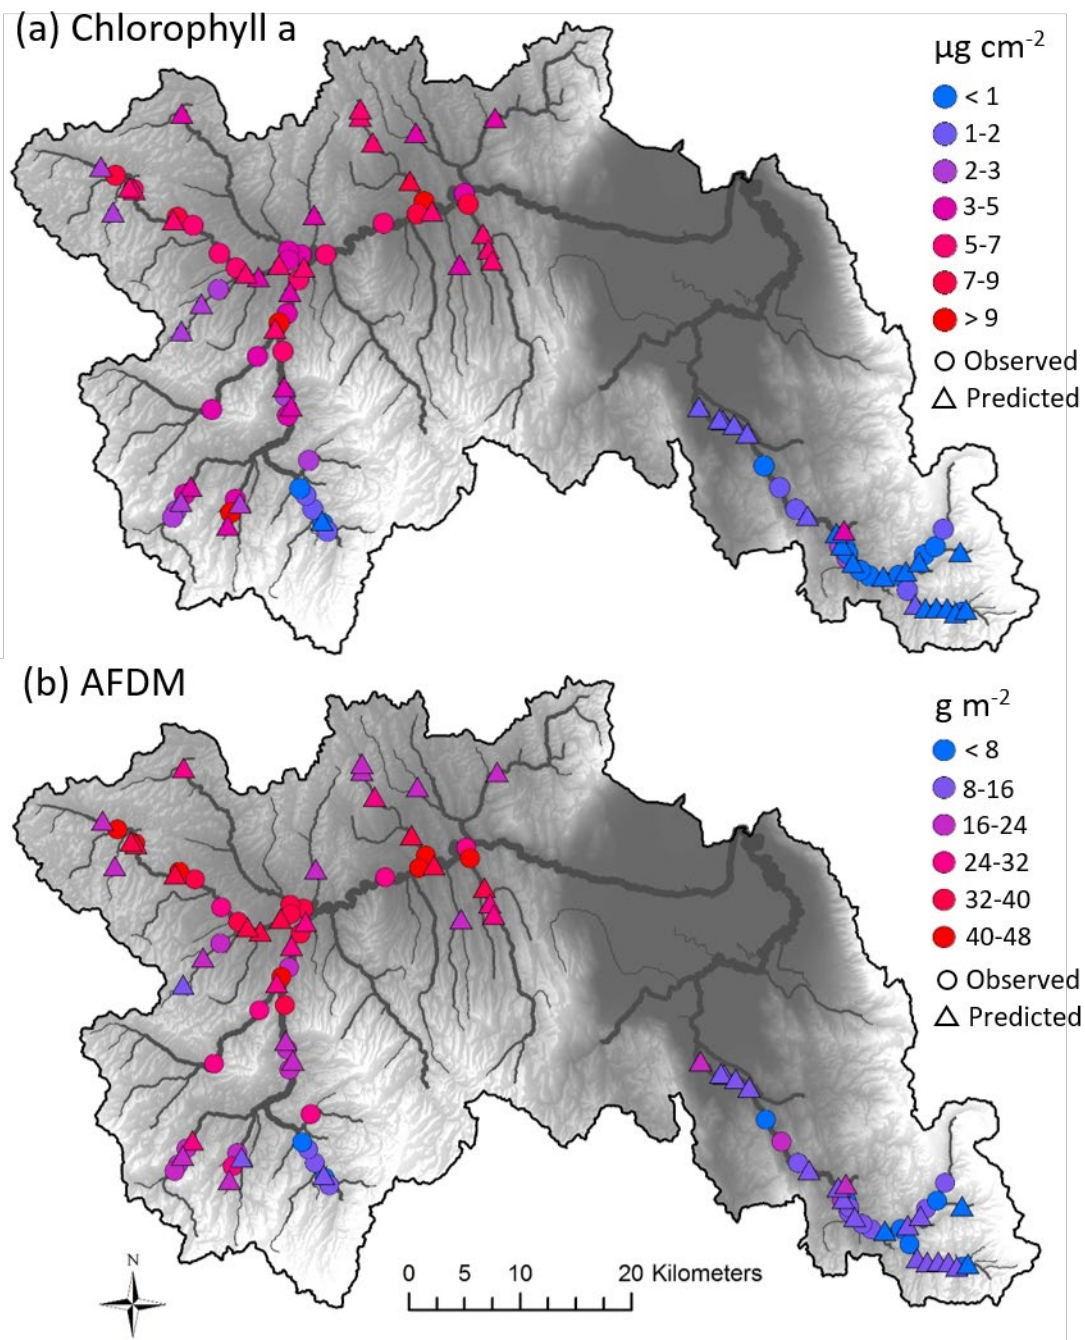 (a) Chlorophyll a
µg cm-2
< 1
1-2
2-3
3-5
5-7
7-9
> 9
Observed
Predicted
(b) AFDM
g m-2
< 8
8-16
16-24
24-32
32-40
40-48
Observed
Predicted
N
0 5 10 20 Kilometers